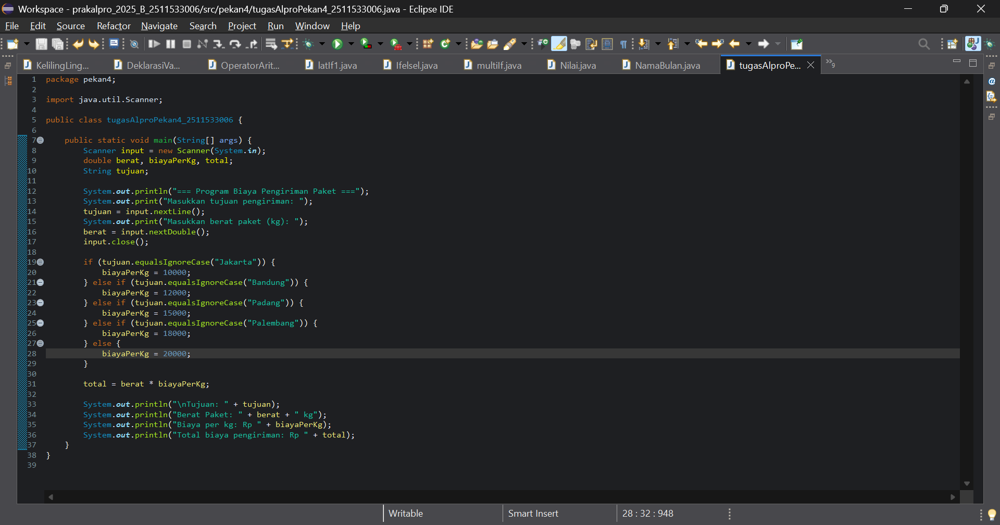 Workspace - prakalpro_2025_B_2511533006/src/pekan4/tugasAlproPekan4_2511533006.java - Eclipse IDE
File Edit Source Refactor Navigate Search Project Run Window Help
KelilingLing... DeklarasiVa... OperatorArit... latIf1.java Ifelsel.java multiIf.java Nilai.java NamaBulan.java tugasAlproPe... »9
1 package pekan4;
2
3 import java.util.Scanner;
4
5 public class tugasAlproPekan4_2511533006 {
6
7 public static void main(String[] args) {
8 Scanner input = new Scanner(System.in);
9 double berat, biayaPerKg, total;
10 String tujuan;
11
12 System.out.println("=== Program Biaya Pengiriman Paket ===");
13 System.out.print("Masukkan tujuan pengiriman: ");
14 tujuan = input.nextLine();
15 System.out.print("Masukkan berat paket (kg): ");
16 berat = input.nextDouble();
17 input.close();
18
19 if (tujuan.equalsIgnoreCase("Jakarta")) {
20 biayaPerKg = 10000;
21 } else if (tujuan.equalsIgnoreCase("Bandung")) {
22 biayaPerKg = 12000;
23 } else if (tujuan.equalsIgnoreCase("Padang")) {
24 biayaPerKg = 15000;
25 } else if (tujuan.equalsIgnoreCase("Palembang")) {
26 biayaPerKg = 18000;
27 } else {
28 biayaPerKg = 20000;
29 }
30
31 total = berat * biayaPerKg;
32
33 System.out.println("\nTujuan: " + tujuan);
34 System.out.println("Berat Paket: " + berat + " kg");
35 System.out.println("Biaya per kg: Rp " + biayaPerKg);
36 System.out.println("Total biaya pengiriman: Rp " + total);
37 }
38 }
39
Writable Smart Insert 28 : 32 : 948